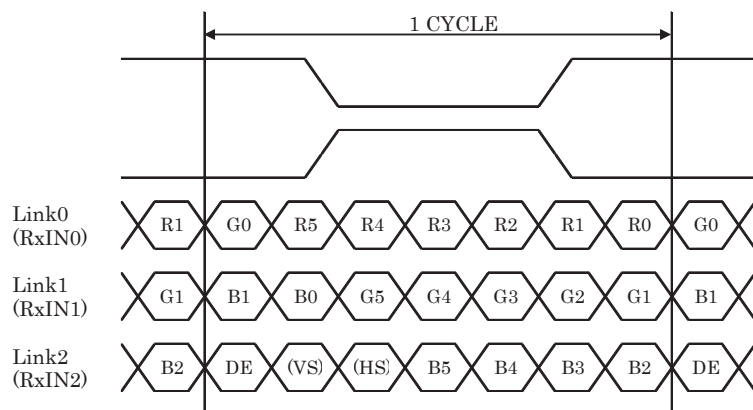 1 CYCLE
Link0
(RxIN0)
R1 G0 R5 R4 R3 R2 R1 R0 G0
Link1
(RxIN1)
G1 B1 B0 G5 G4 G3 G2 G1 B1
Link2
(RxIN2)
B2 DE (VS) (HS) B5 B4 B3 B2 DE